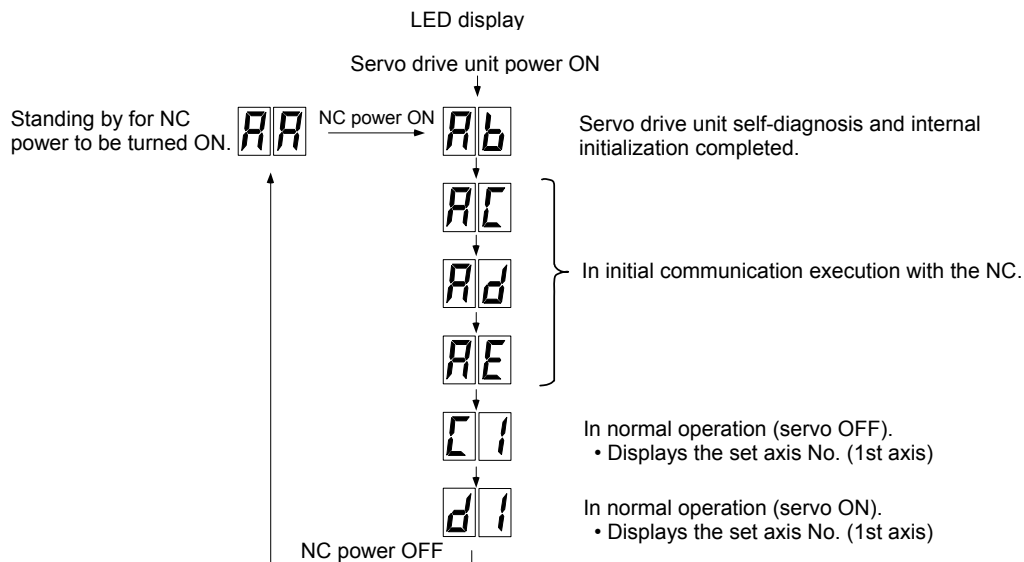 LED display
Servo drive unit power ON
Standing by for NC
power to be turned ON.
AA
NC power ON
Ab
Servo drive unit self-diagnosis and internal
initialization completed.
AC
Ad
In initial communication execution with the NC.
AE
C1
In normal operation (servo OFF).
• Displays the set axis No. (1st axis)
d1
In normal operation (servo ON).
• Displays the set axis No. (1st axis)
NC power OFF